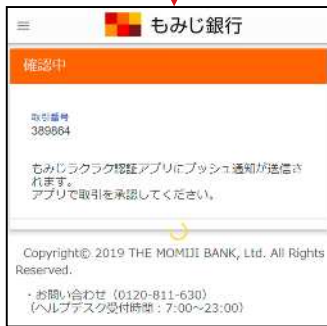 もみじ銀行
確認中
取引番号
389864
もみじラクラク認証アプリにプッシュ通知が送信さ
れます。
アプリで取引を承認してください。
Copyright© 2019 THE MOMIJI BANK, Ltd. All Rights
Reserved.
・お問い合わせ（0120-811-630）
（ヘルプデスク受付時間：7:00～23:00）